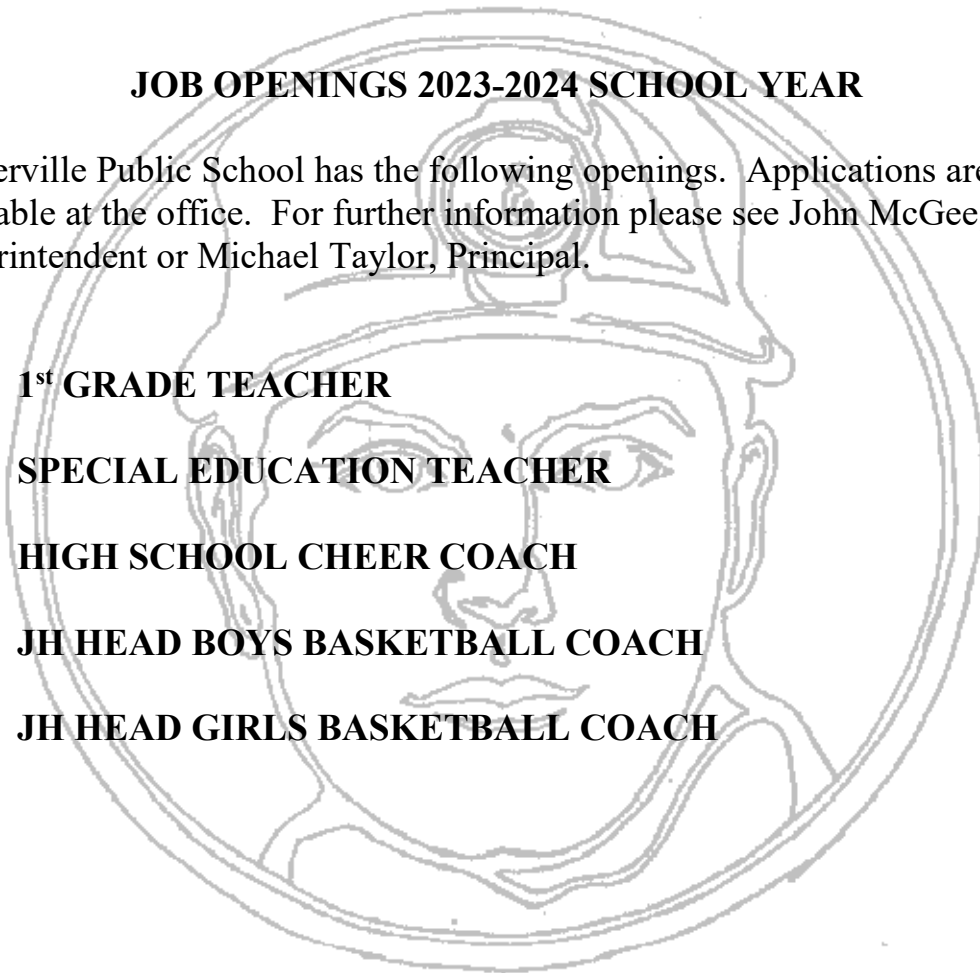 JOB OPENINGS 2023-2024 SCHOOL YEAR
erville Public School has the following openings. Applications are
able at the office. For further information please see John McGee
rintendent or Michael Taylor, Principal.
1st GRADE TEACHER
SPECIAL EDUCATION TEACHER
HIGH SCHOOL CHEER COACH
JH HEAD BOYS BASKETBALL COACH
JH HEAD GIRLS BASKETBALL COACH